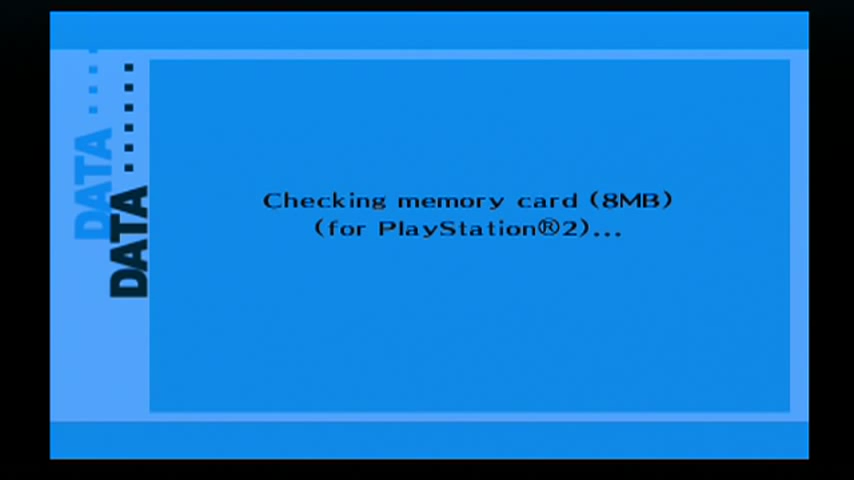 DATA ....
DATA ......
Checking memory card (8MB)
(for PlayStation®2)...